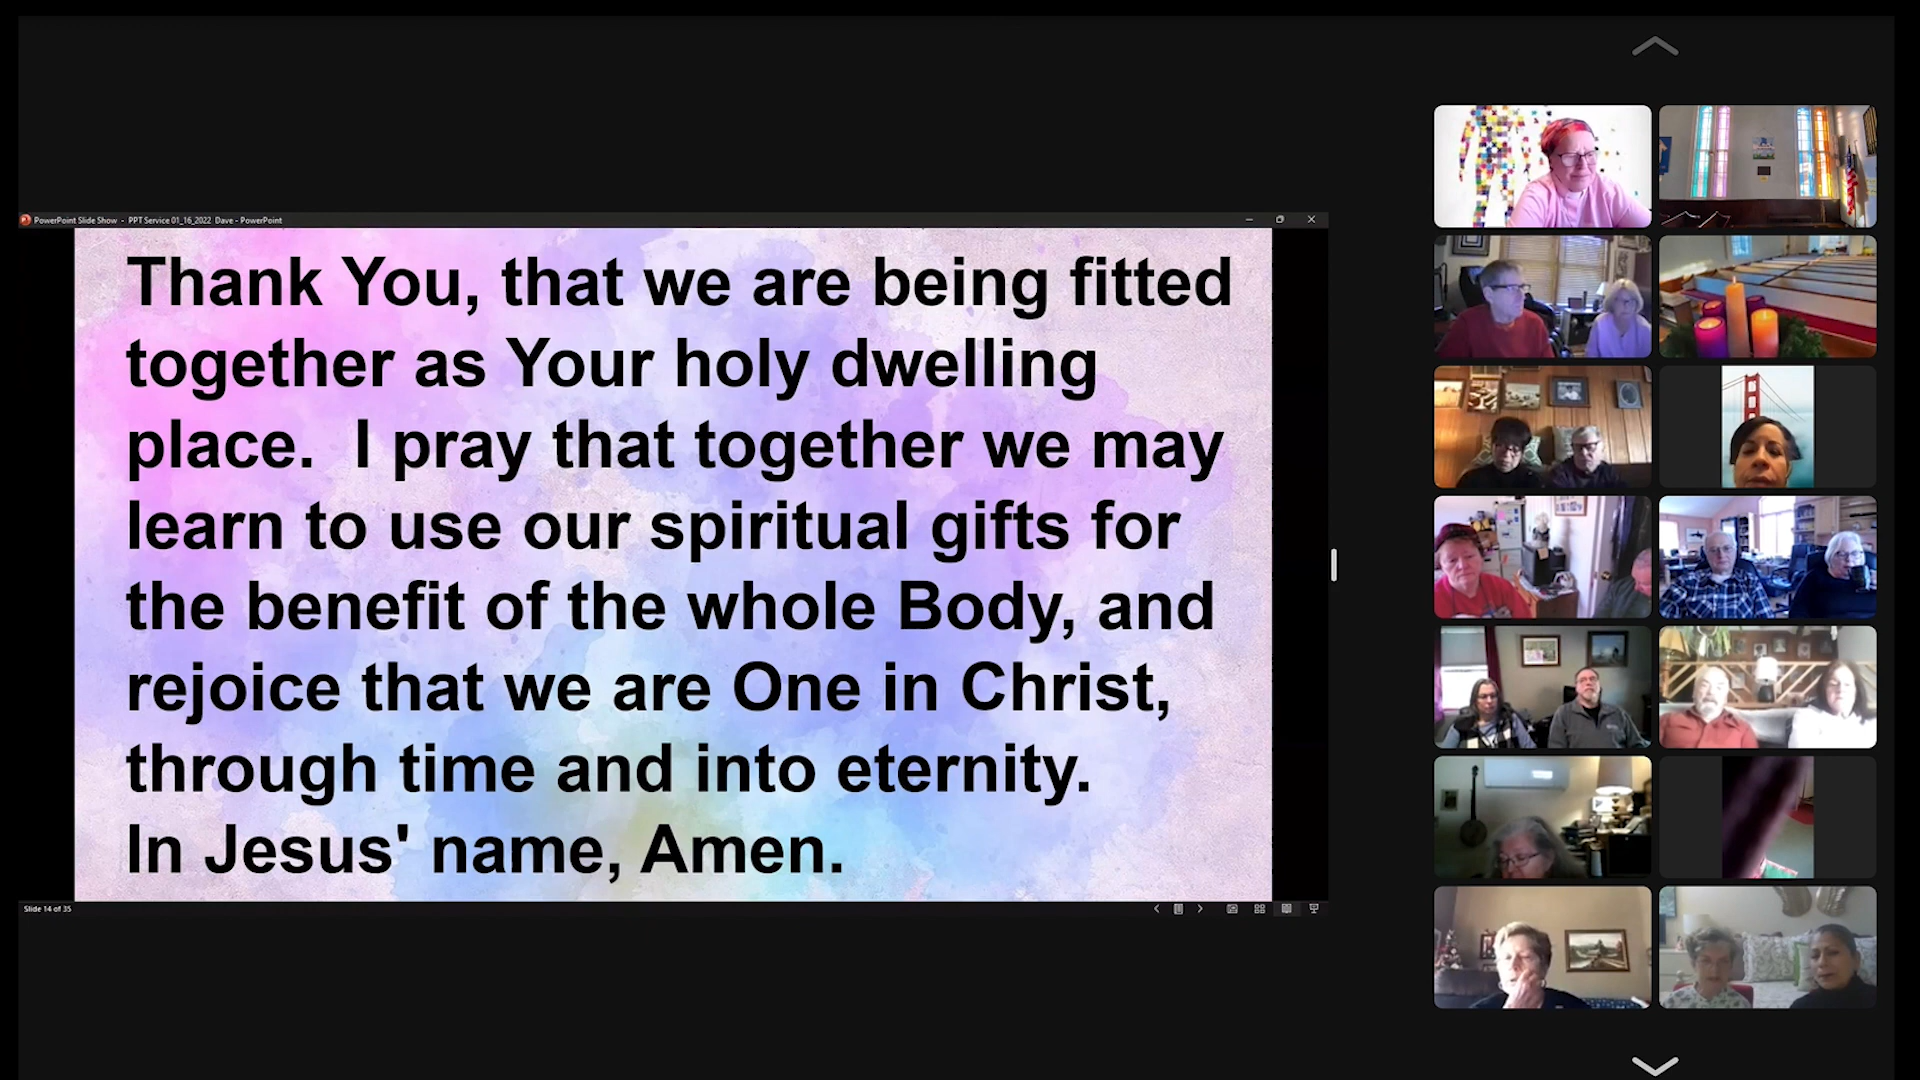 PowerPoint Slide Show - PPT Service 01_16_2022 Dave - PowerPoint
Thank You, that we are being fitted
together as Your holy dwelling
place.  I pray that together we may
learn to use our spiritual gifts for
the benefit of the whole Body, and
rejoice that we are One in Christ,
through time and into eternity.
In Jesus' name, Amen.
Slide 14 of 35